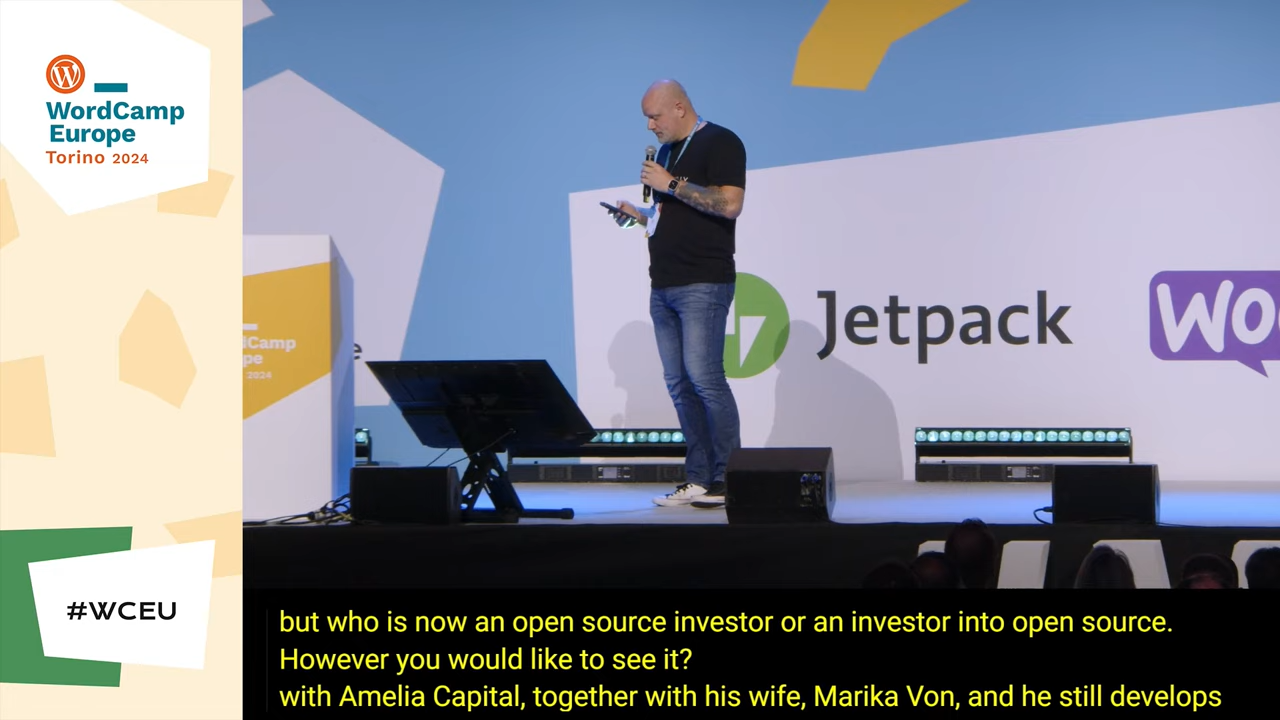 WordCamp
Europe
Torino 2024
#WCEU
Jetpack
WO
2024
but who is now an open source investor or an investor into open source.
However you would like to see it?
with Amelia Capital, together with his wife, Marika Von, and he still develops